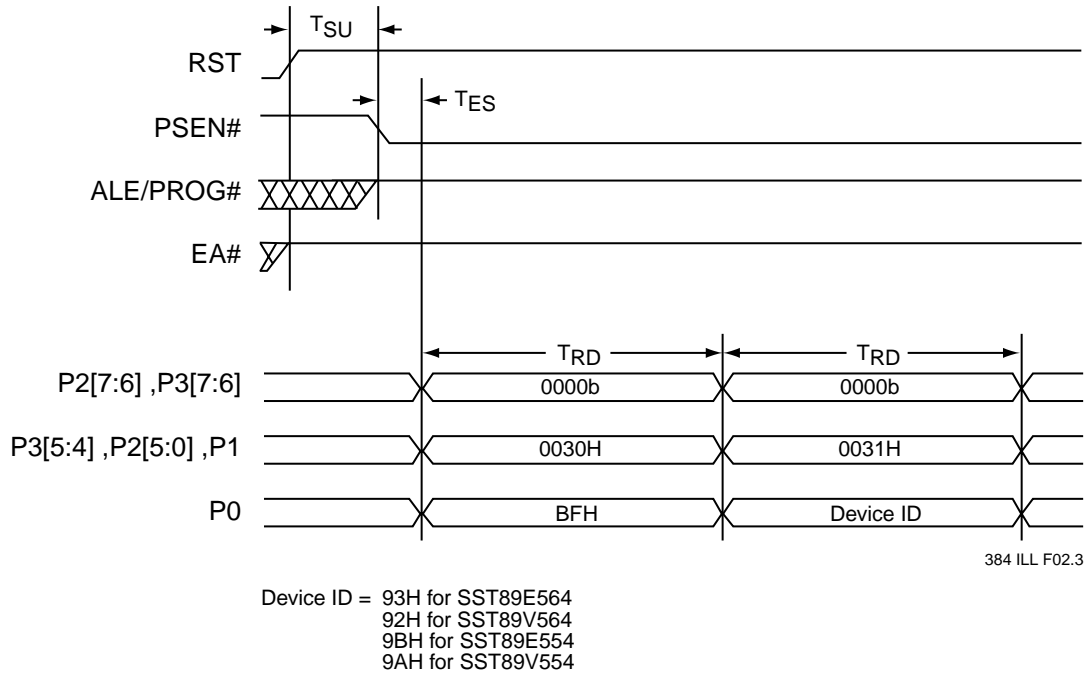 TSU
RST
TES
PSEN#
ALE/PROG#
EA#
TRD TRD
P2[7:6] ,P3[7:6] 0000b 0000b
P3[5:4] ,P2[5:0] ,P1 0030H 0031H
P0 BFH Device ID
384 ILL F02.3
Device ID = 93H for SST89E564
92H for SST89V564
9BH for SST89E554
9AH for SST89V554